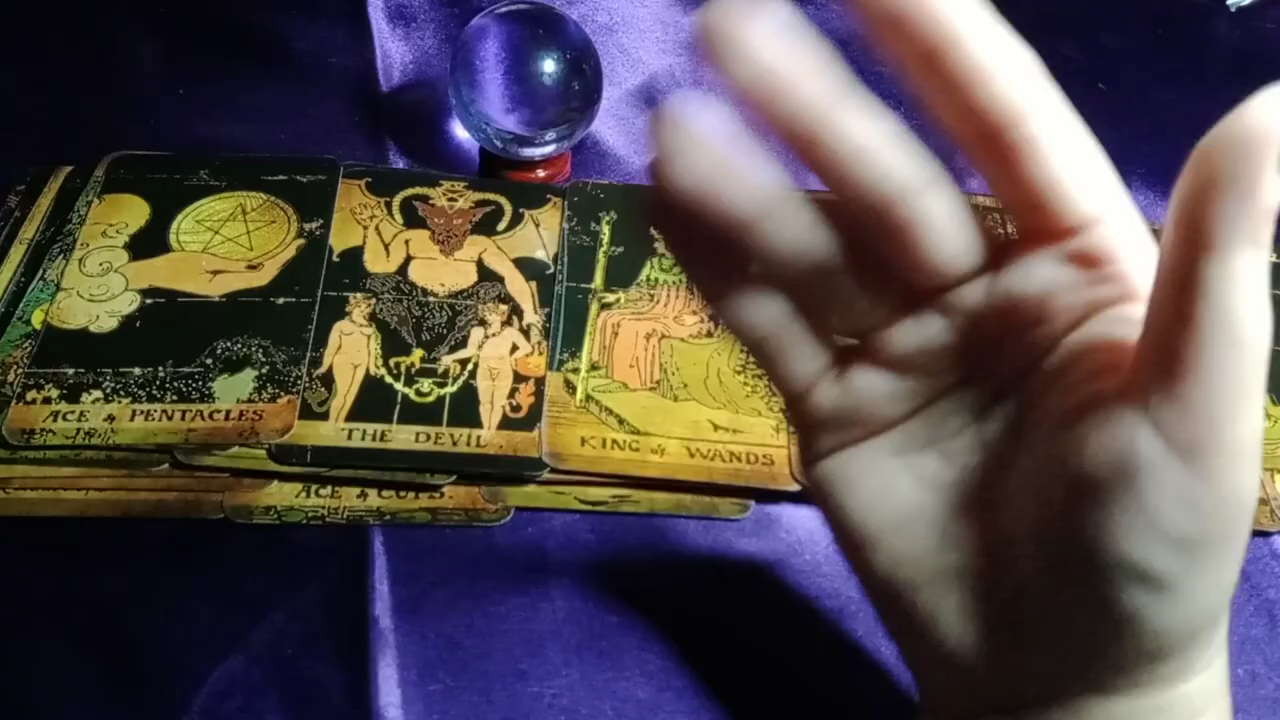 ACE of PENTACLES
THE DEVIL.
KING of WANDS
ACE of CUPS.